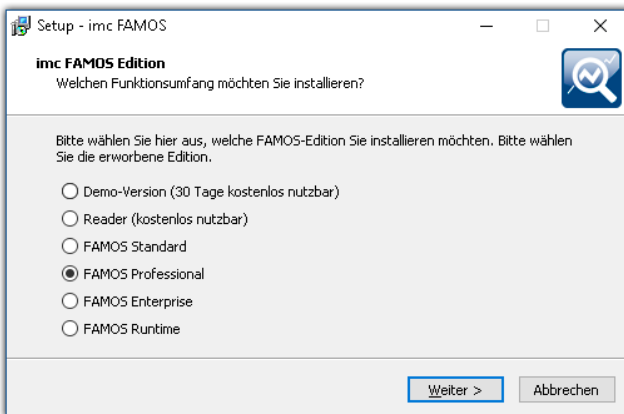 Setup - imc FAMOS
imc FAMOS Edition
Welchen Funktionsumfang möchten Sie installieren?
Bitte wählen Sie hier aus, welche FAMOS-Edition Sie installieren möchten. Bitte wählen
Sie die erworbene Edition.
Demo-Version (30 Tage kostenlos nutzbar)
Reader (kostenlos nutzbar)
FAMOS Standard
FAMOS Professional
FAMOS Enterprise
FAMOS Runtime
Weiter >
Abbrechen